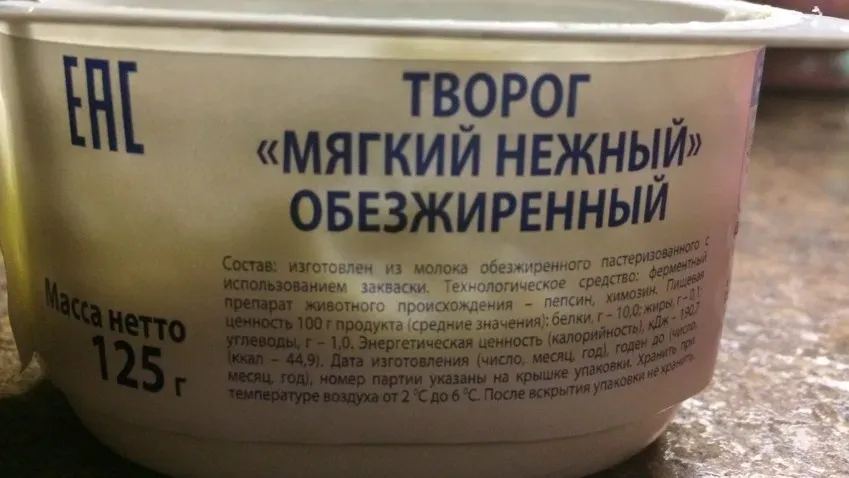 ЕАС
ТВОРОГ
«МЯГКИЙ НЕЖНЫЙ»
ОБЕЗЖИРЕННЫЙ
Состав: изготовлен из молока обезжиренного пастеризованного с
использованием закваски. Технологическое средство: ферментный
препарат животного происхождения – пепсин, химозин. Пищевая
ценность 100 г продукта (средние значения); белки, г – 10,0; жиры, г – 0,1;
углеводы, г – 1,0. Энергетическая ценность (калорийность), кДж - 190,7
(ккал – 44,9). Дата изготовления (число, месяц, год), годен до (число,
месяц, год), номер партии указаны на крышке упаковки. Хранить при
температуре воздуха от 2 °С до 6 °С. После вскрытия упаковки не хранить.
Масса нетто
125 г